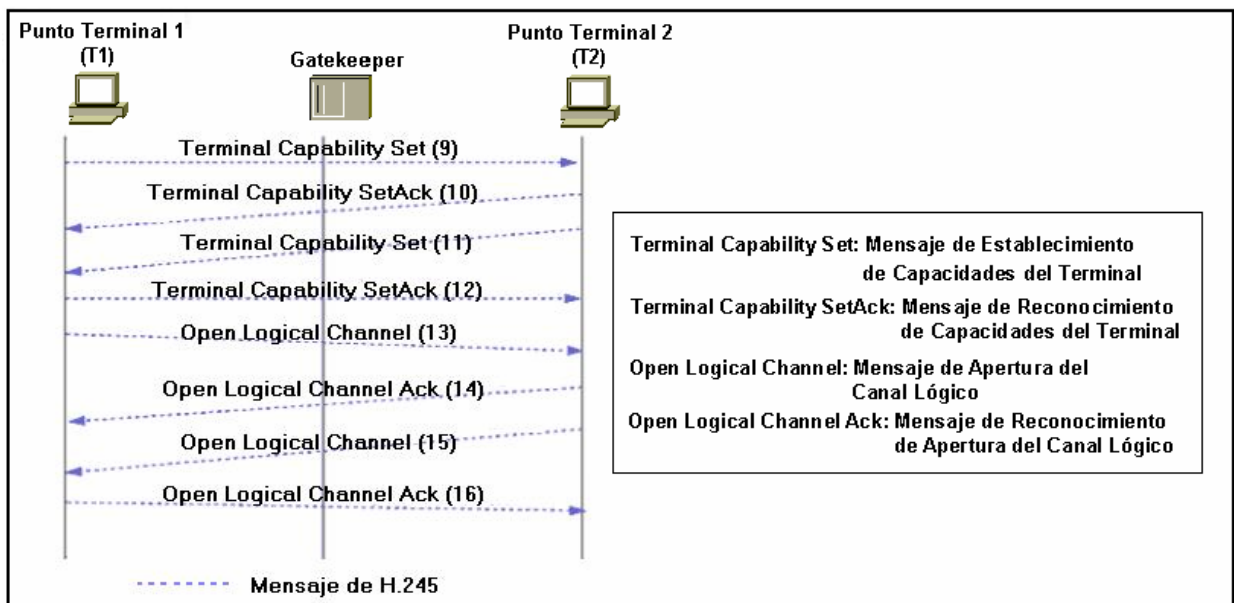 Punto Terminal 1
(T1)
Gatekeeper
Punto Terminal 2
(T2)
Terminal Capability Set (9)
Terminal Capability SetAck (10)
Terminal Capability Set (11)
Terminal Capability SetAck (12)
Open Logical Channel (13)
Open Logical Channel Ack (14)
Open Logical Channel (15)
Open Logical Channel Ack (16)
Mensaje de H.245
Terminal Capability Set: Mensaje de Establecimiento
de Capacidades del Terminal
Terminal Capability SetAck: Mensaje de Reconocimiento
de Capacidades del Terminal
Open Logical Channel: Mensaje de Apertura del
Canal Lógico
Open Logical Channel Ack: Mensaje de Reconocimiento
de Apertura del Canal Lógico